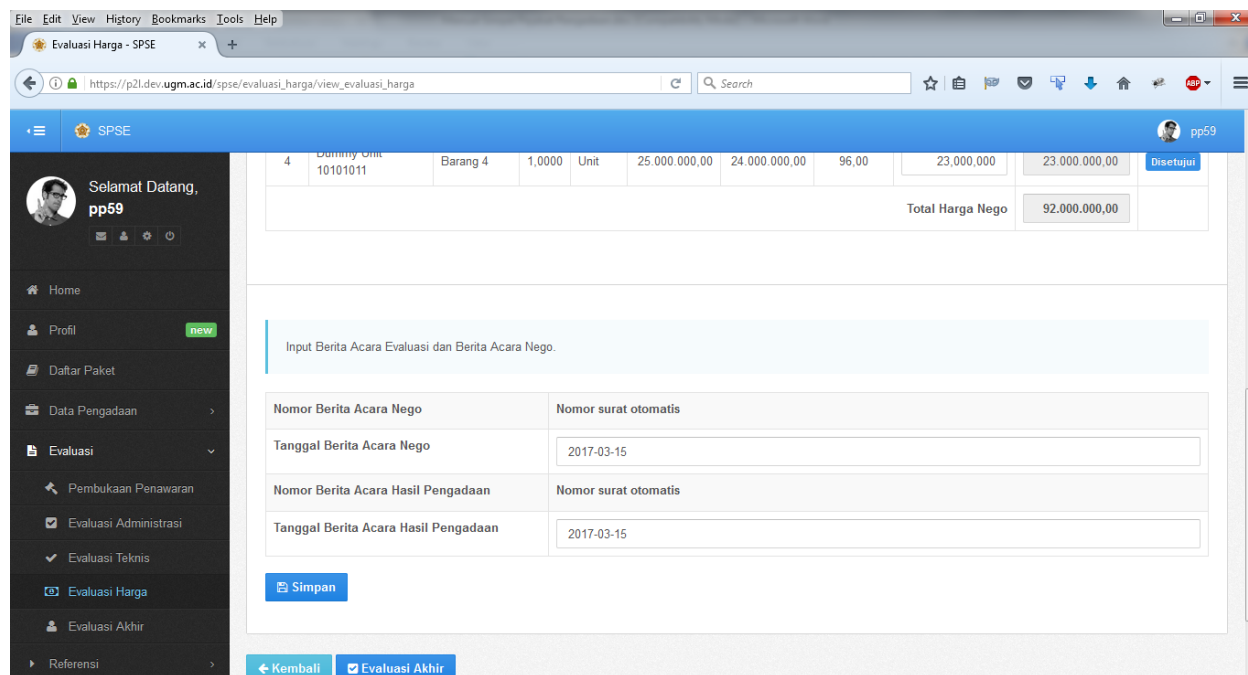 File Edit View History Bookmarks Tools Help
Evaluasi Harga - SPSE
https://p2l.dev.ugm.ac.id/spse/evaluasi_harga/view_evaluasi_harga
Search
ABP
SPSE
pp59
Selamat Datang,
pp59
Home
Profil new
Daftar Paket
Data Pengadaan
Evaluasi
Pembukaan Penawaran
Evaluasi Administrasi
Evaluasi Teknis
Evaluasi Harga
Evaluasi Akhir
Referensi
4 Dummy Unit 10101011 Barang 4 1,0000 Unit 25.000.000,00 24.000.000,00 96,00 23,000,000 23.000.000,00 Disetujui
Total Harga Nego 92.000.000,00
Input Berita Acara Evaluasi dan Berita Acara Nego.
Nomor Berita Acara Nego Nomor surat otomatis
Tanggal Berita Acara Nego 2017-03-15
Nomor Berita Acara Hasil Pengadaan Nomor surat otomatis
Tanggal Berita Acara Hasil Pengadaan 2017-03-15
Simpan
Kembali Evaluasi Akhir